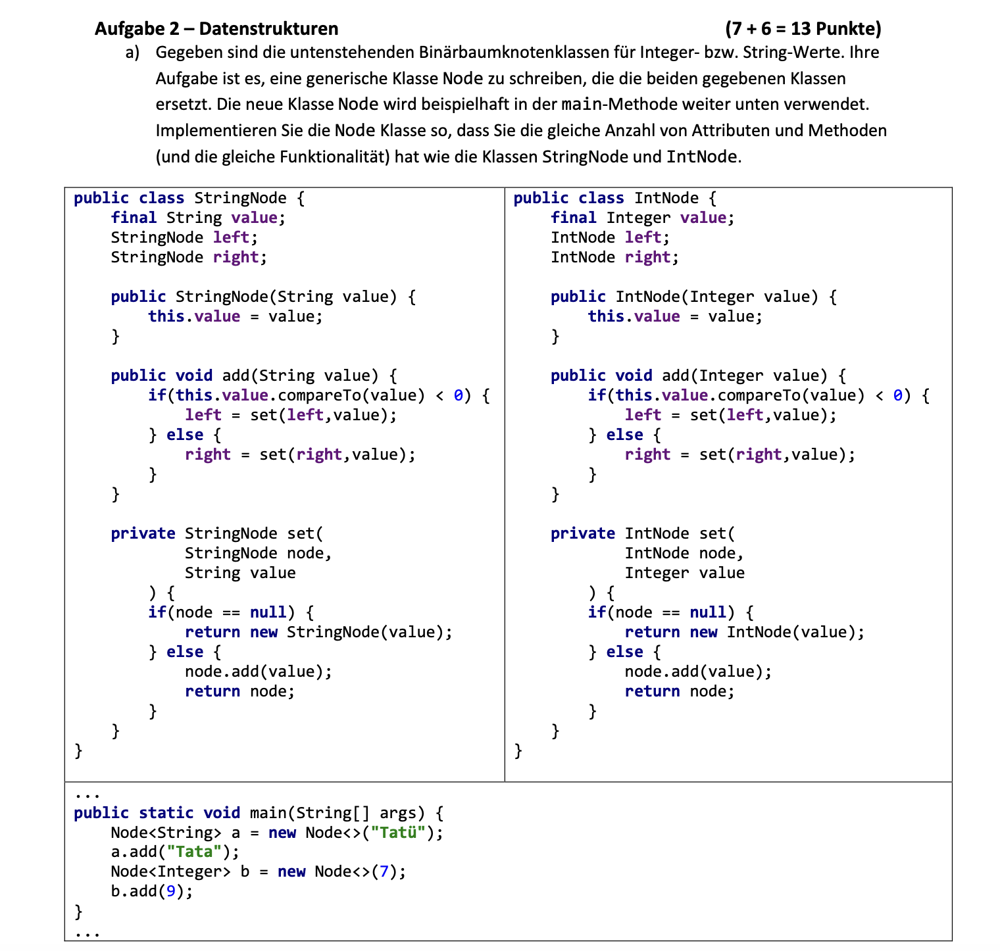 Aufgabe 2 – Datenstrukturen (7 + 6 = 13 Punkte)
a) Gegeben sind die untenstehenden Binärbaumknotenklassen für Integer- bzw. String-Werte. Ihre
Aufgabe ist es, eine generische Klasse Node zu schreiben, die die beiden gegebenen Klassen
ersetzt. Die neue Klasse Node wird beispielhaft in der main-Methode weiter unten verwendet.
Implementieren Sie die Node Klasse so, dass Sie die gleiche Anzahl von Attributen und Methoden
(und die gleiche Funktionalität) hat wie die Klassen StringNode und IntNode.
public class StringNode {
    final String value;
    StringNode left;
    StringNode right;
    public StringNode(String value) {
        this.value = value;
    }
    public void add(String value) {
        if(this.value.compareTo(value) < 0) {
            left = set(left,value);
        } else {
            right = set(right,value);
        }
    }
    private StringNode set(
            StringNode node,
            String value
        ) {
        if(node == null) {
            return new StringNode(value);
        } else {
            node.add(value);
            return node;
        }
    }
}
public class IntNode {
    final Integer value;
    IntNode left;
    IntNode right;
    public IntNode(Integer value) {
        this.value = value;
    }
    public void add(Integer value) {
        if(this.value.compareTo(value) < 0) {
            left = set(left,value);
        } else {
            right = set(right,value);
        }
    }
    private IntNode set(
            IntNode node,
            Integer value
        ) {
        if(node == null) {
            return new IntNode(value);
        } else {
            node.add(value);
            return node;
        }
    }
}
...
public static void main(String[] args) {
    Node<String> a = new Node<>("Tatü");
    a.add("Tata");
    Node<Integer> b = new Node<>(7);
    b.add(9);
}
...